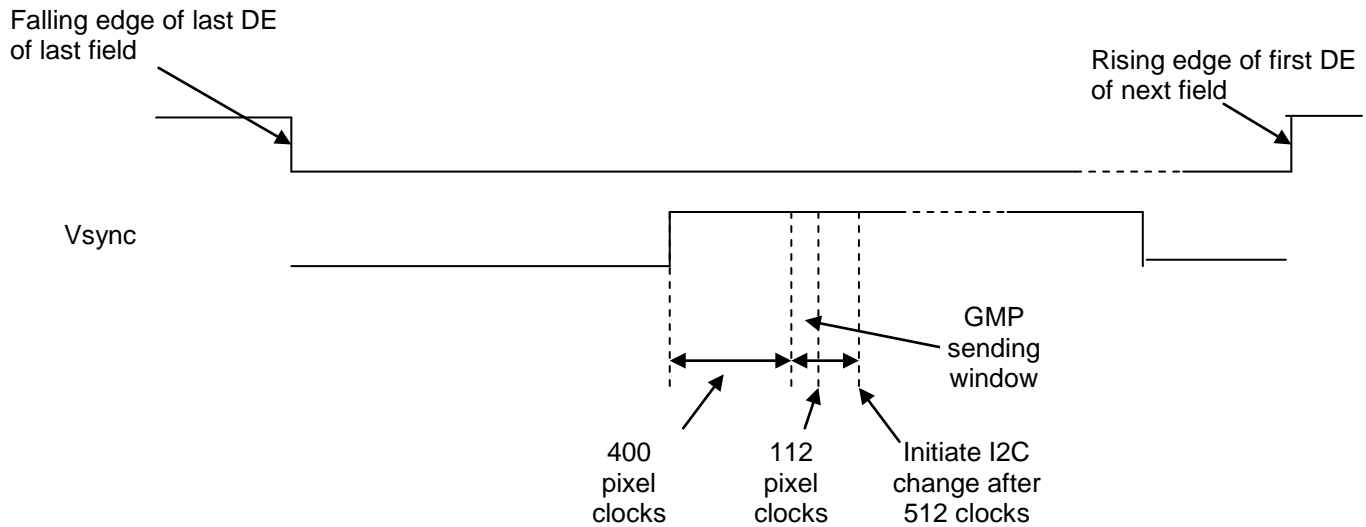 Falling edge of last DE
of last field
Rising edge of first DE
of next field
Vsync
GMP
sending
window
400
pixel
clocks
112
pixel
clocks
Initiate I2C
change after
512 clocks